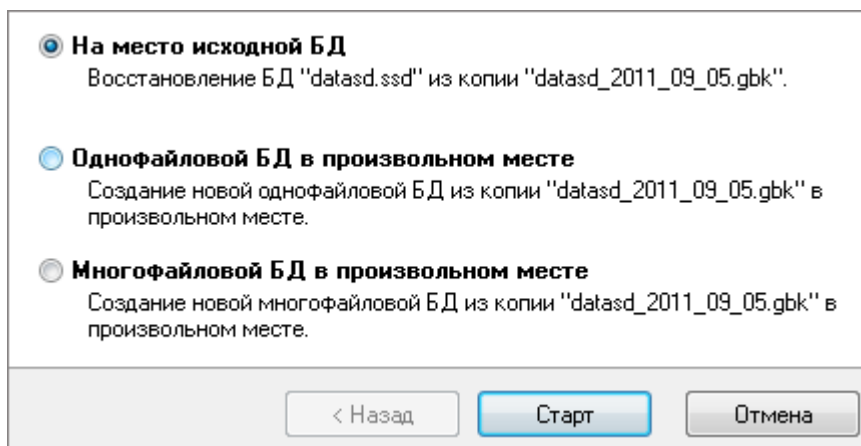 На место исходной БД
Восстановление БД "datasd.ssd" из копии "datasd_2011_09_05.gbk".
Однофайловой БД в произвольном месте
Создание новой однофайловой БД из копии "datasd_2011_09_05.gbk" в
произвольном месте.
Многофайловой БД в произвольном месте
Создание новой многофайловой БД из копии "datasd_2011_09_05.gbk" в
произвольном месте.
< Назад Старт Отмена